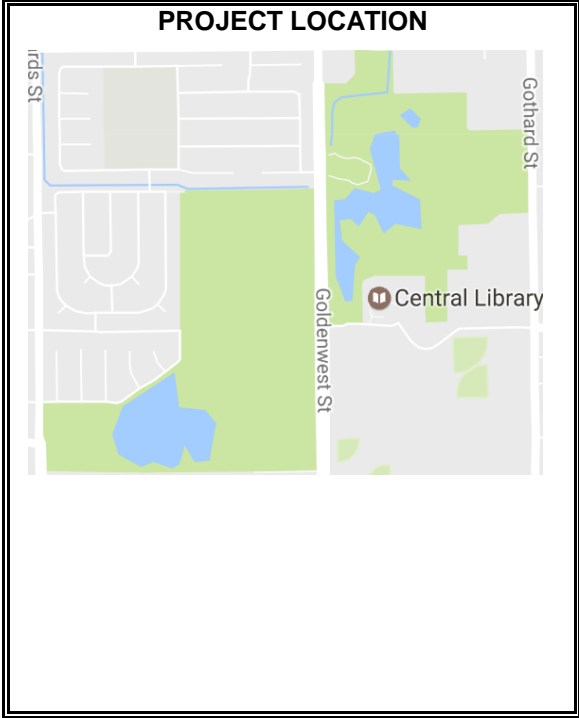 PROJECT LOCATION
rds St
Gothard St
Goldenwest St
Central Library